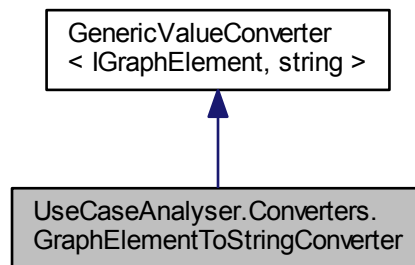 GenericValueConverter
< IGraphElement, string >
UseCaseAnalyser.Converters.
GraphElementToStringConverter